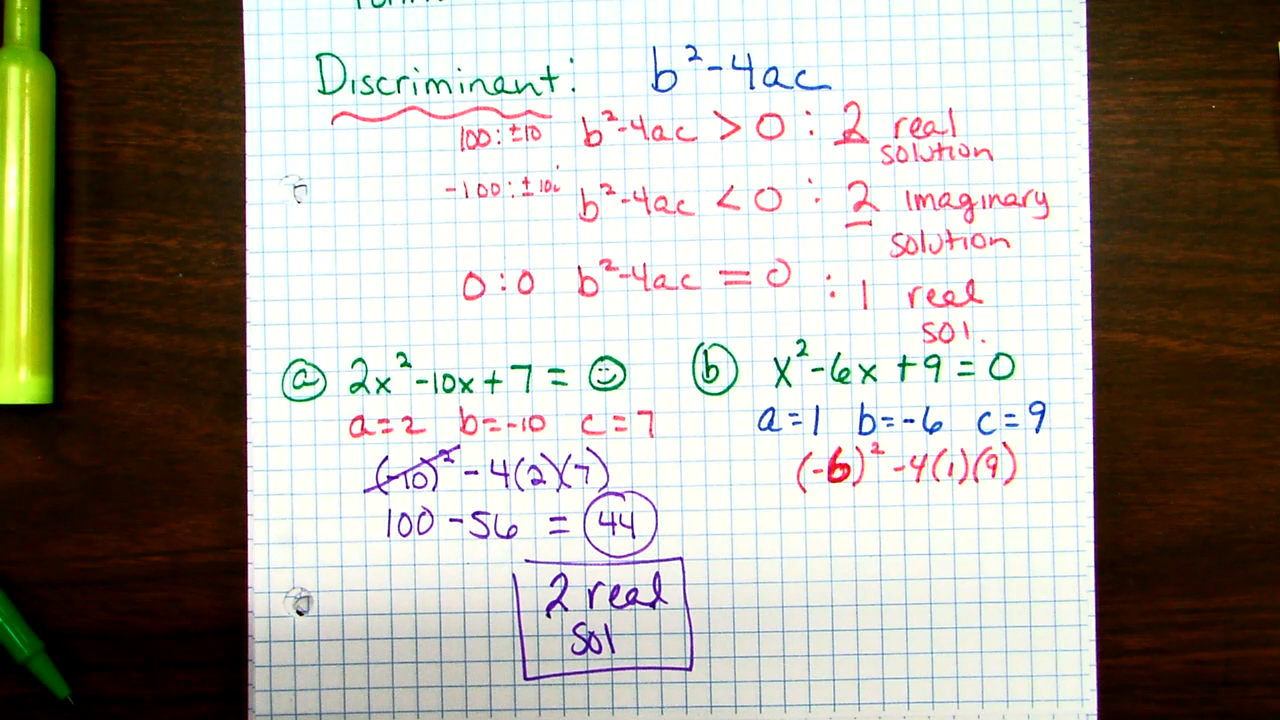 Discriminant: b²-4ac
100: ±10 b²-4ac > 0 : 2 real
solution
-100: ±10i b²-4ac < 0 : 2 imaginary
solution
0:0 b²-4ac = 0 : 1 real
sol.
ⓐ 2x²-10x+7 = ☺
a=2 b=-10 c=7
(-10)² -4(2)(7)
100 -56 = 44
2 real
sol
ⓑ x²-6x+9=0
a=1 b=-6 c=9
(-6)² -4(1)(9)